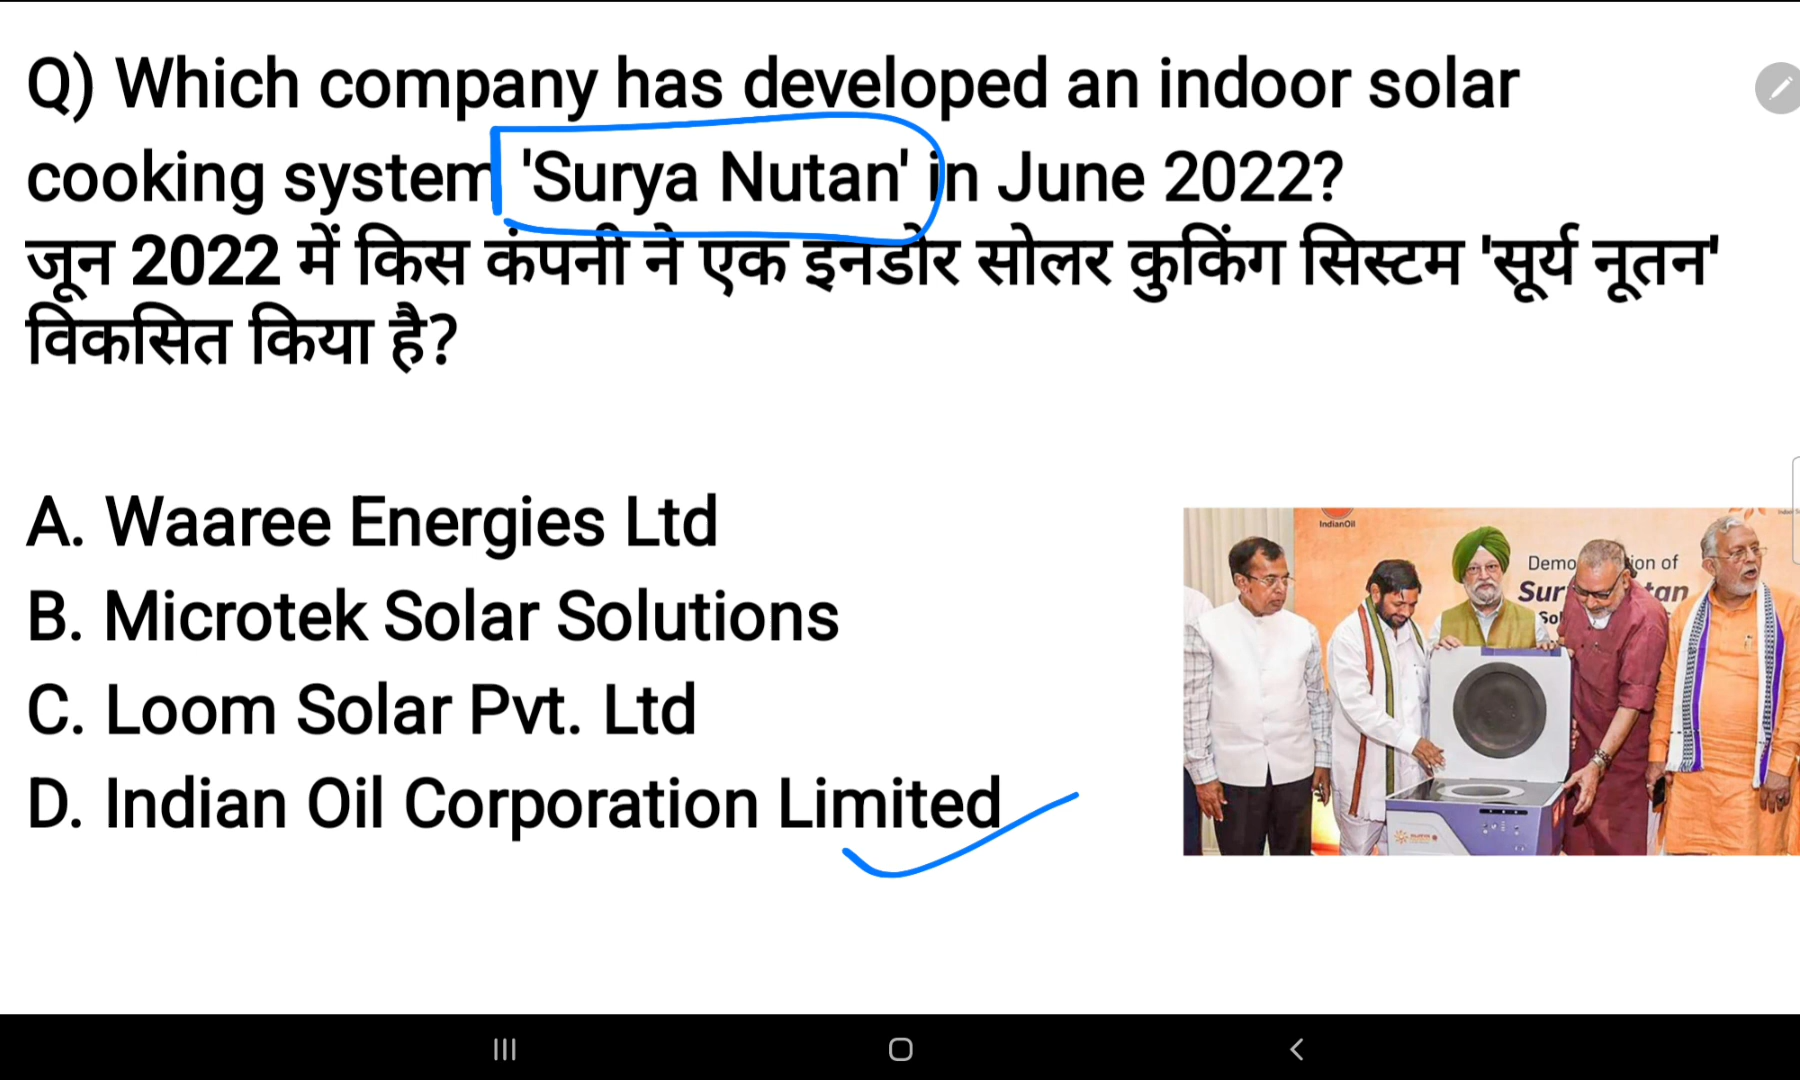 Q) Which company has developed an indoor solar
cooking system 'Surya Nutan' in June 2022?
जून 2022 में किस कंपनी ने एक इनडोर सोलर कुकिंग सिस्टम 'सूर्य नूतन'
विकसित किया है?
A. Waaree Energies Ltd
B. Microtek Solar Solutions
C. Loom Solar Pvt. Ltd
D. Indian Oil Corporation Limited
IndianOil
of